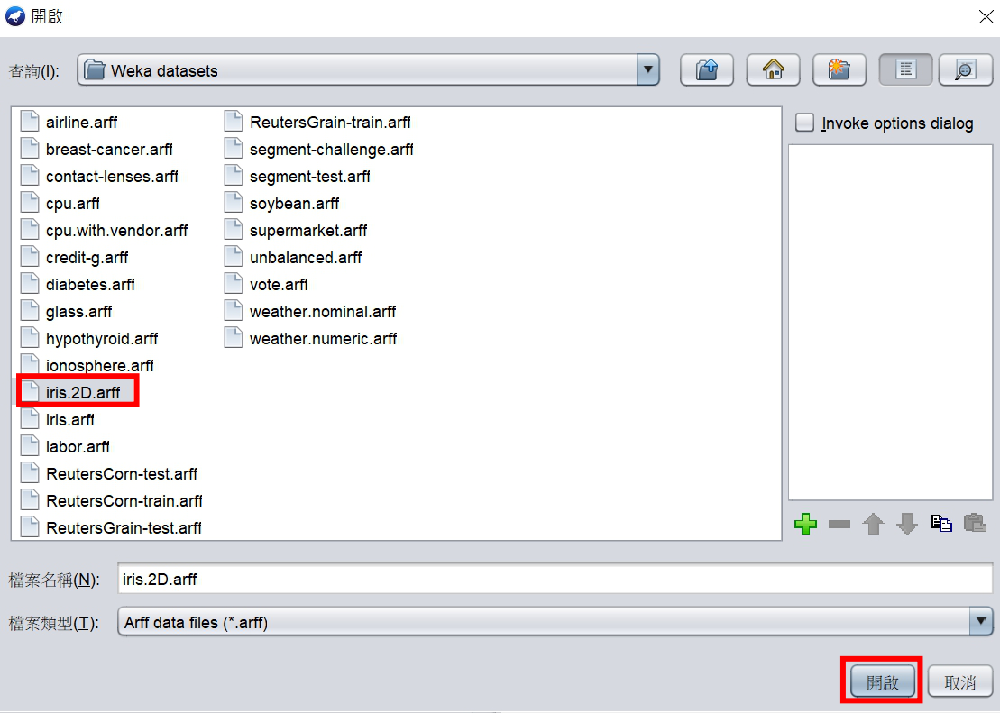 開啟
查詢(I):
Weka datasets
Invoke options dialog
airline.arff
breast-cancer.arff
contact-lenses.arff
cpu.arff
cpu.with.vendor.arff
credit-g.arff
diabetes.arff
glass.arff
hypothyroid.arff
ionosphere.arff
iris.2D.arff
iris.arff
labor.arff
ReutersCorn-test.arff
ReutersCorn-train.arff
ReutersGrain-test.arff
ReutersGrain-train.arff
segment-challenge.arff
segment-test.arff
soybean.arff
supermarket.arff
unbalanced.arff
vote.arff
weather.nominal.arff
weather.numeric.arff
檔案名稱(N):
iris.2D.arff
檔案類型(T):
Arff data files (*.arff)
開啟
取消